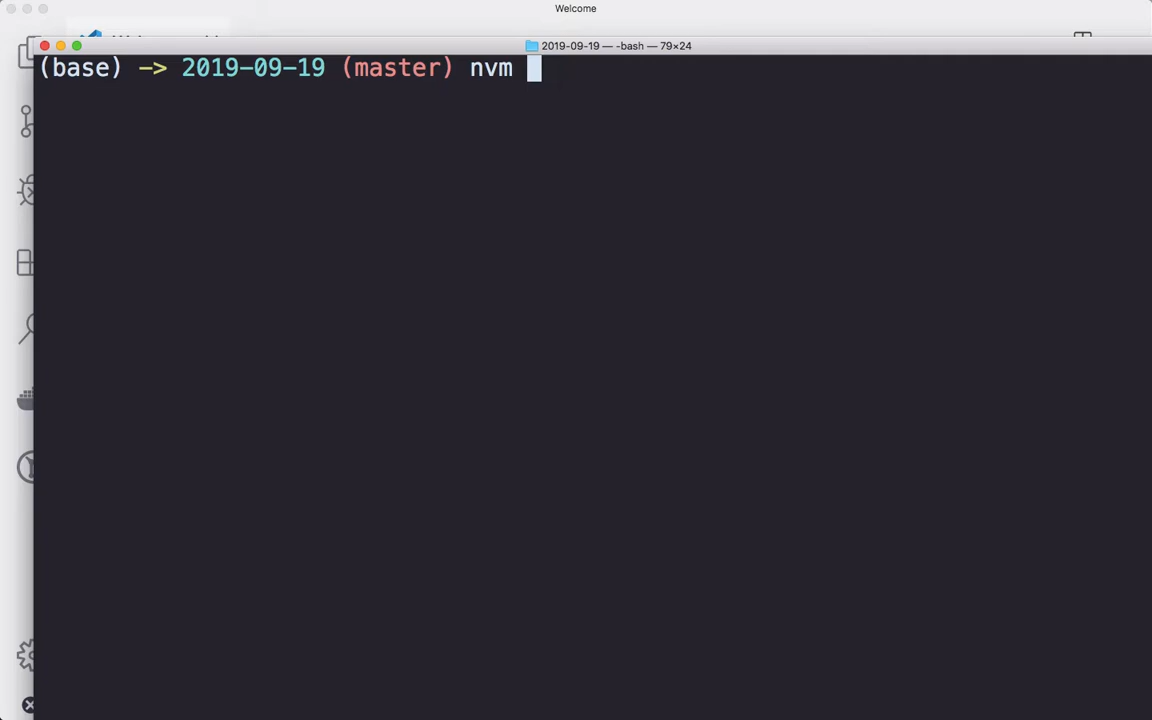 Welcome
2019-09-19 — -bash — 79×24
(base) -> 2019-09-19 (master) nvm